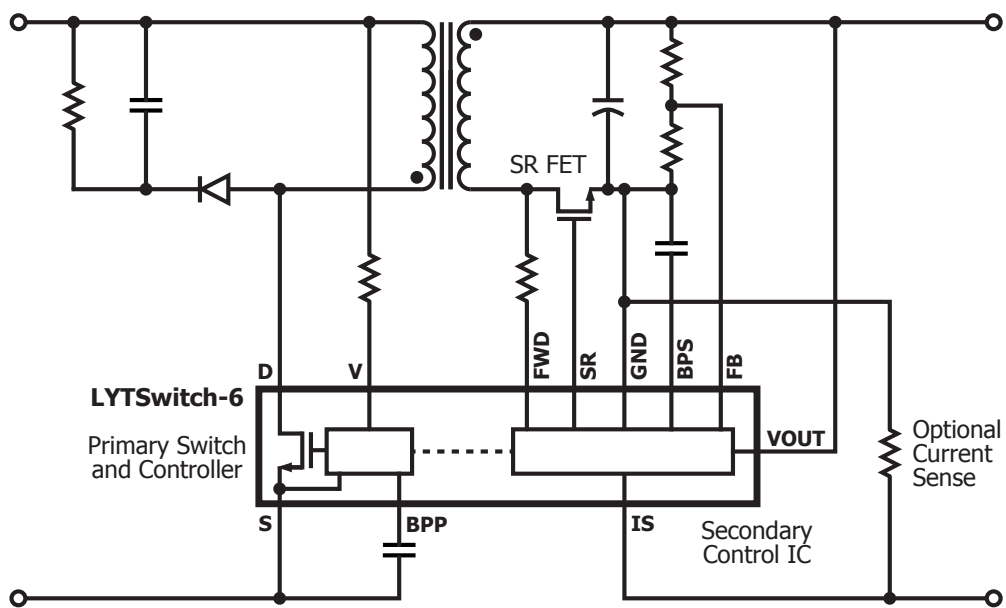 SR FET
D
V
FWD
SR
GND
BPS
FB
LYTSwitch-6
Primary Switch
and Controller
VOUT
Optional
Current
Sense
S
BPP
IS
Secondary
Control IC